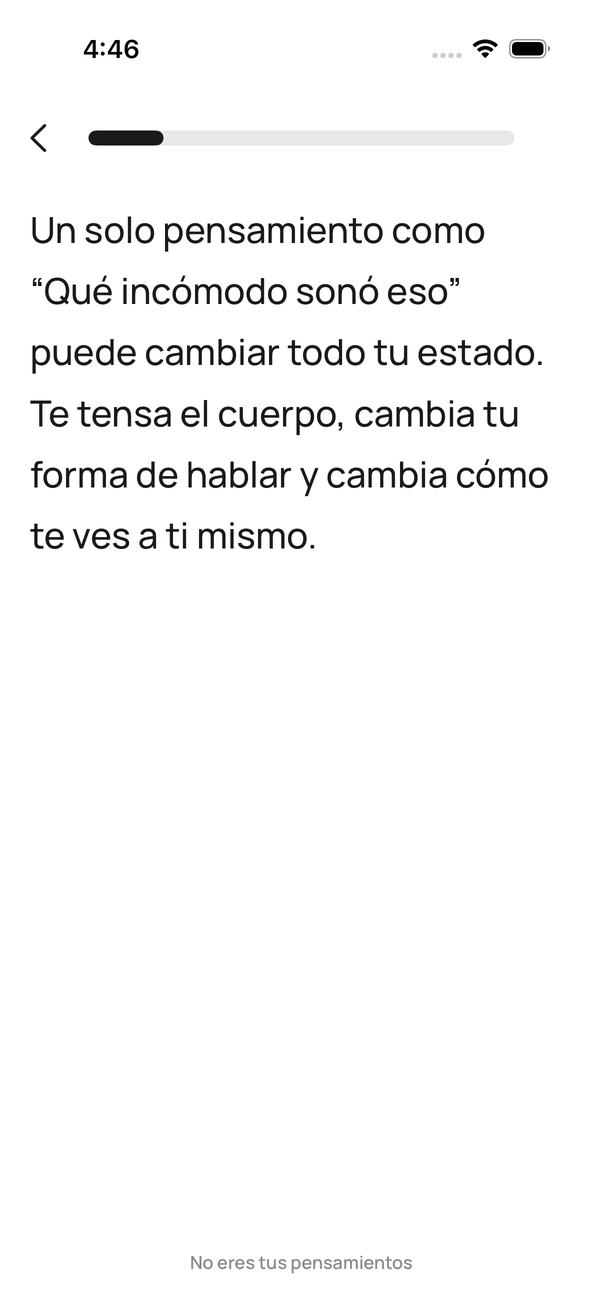 4:46
Un solo pensamiento como
“Qué incómodo sonó eso”
puede cambiar todo tu estado.
Te tensa el cuerpo, cambia tu
forma de hablar y cambia cómo
te ves a ti mismo.
No eres tus pensamientos